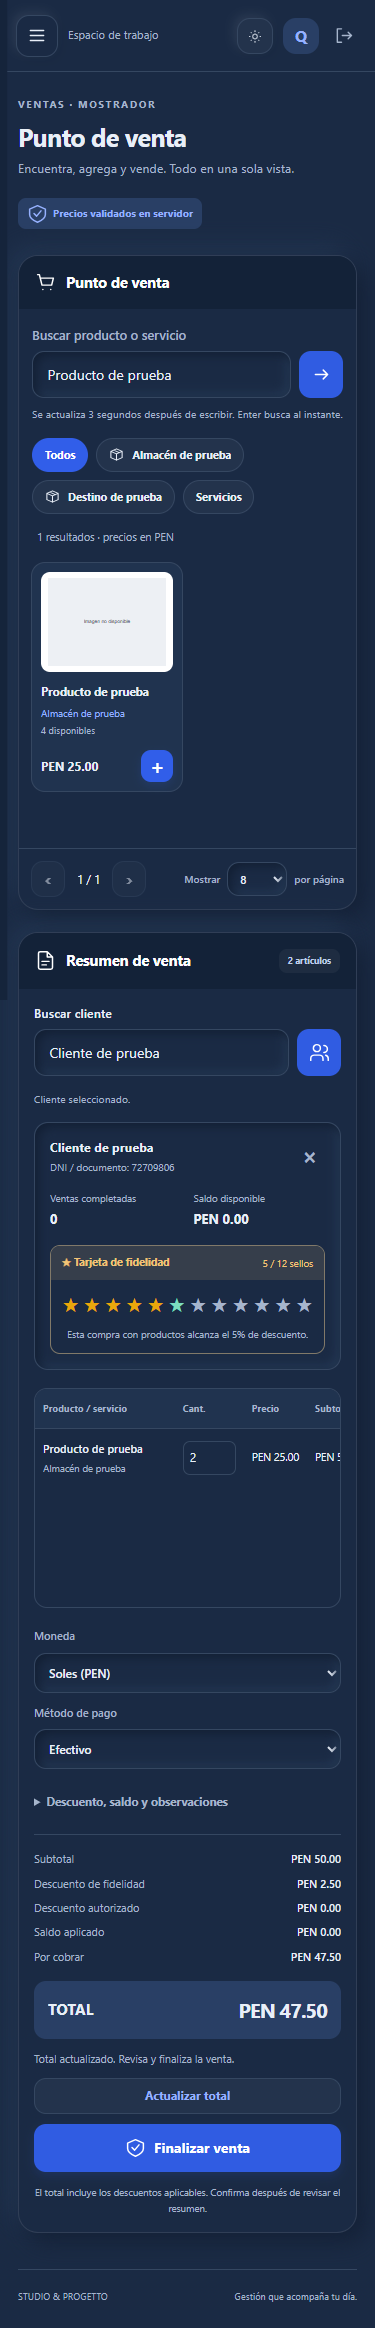 Espacio de trabajo
Q
VENTAS • MOSTRADOR
Punto de venta
Encuentra, agrega y vende. Todo en una sola vista.
Precios validados en servidor
Punto de venta
Buscar producto o servicio
Producto de prueba
Se actualiza 3 segundos después de escribir. Enter busca al instante.
Todos
Almacén de prueba
Destino de prueba
Servicios
1 resultados · precios en PEN
Imagen no disponible
Producto de prueba
Almacén de prueba
4 disponibles
PEN 25.00
+
‹ 1 / 1 › Mostrar 8 por página
Resumen de venta
2 artículos
Buscar cliente
Cliente de prueba
Cliente seleccionado.
Cliente de prueba
DNI / documento: 72709806
×
Ventas completadas Saldo disponible
0 PEN 0.00
★ Tarjeta de fidelidad 5 / 12 sellos
★ ★ ★ ★ ★ ★ ★ ★ ★ ★ ★ ★
Esta compra con productos alcanza el 5% de descuento.
Producto / servicio Cant. Precio Subto
Producto de prueba 2 PEN 25.00 PEN 5
Almacén de prueba
Moneda
Soles (PEN)
Método de pago
Efectivo
▶ Descuento, saldo y observaciones
Subtotal PEN 50.00
Descuento de fidelidad PEN 2.50
Descuento autorizado PEN 0.00
Saldo aplicado PEN 0.00
Por cobrar PEN 47.50
TOTAL PEN 47.50
Total actualizado. Revisa y finaliza la venta.
Actualizar total
Finalizar venta
El total incluye los descuentos aplicables. Confirma después de revisar el
resumen.
STUDIO & PROGETTO Gestión que acompaña tu día.